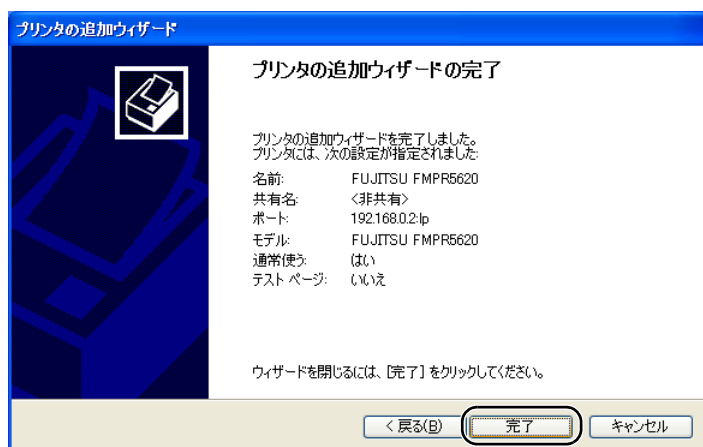 プリンタの追加ウィザード
プリンタの追加ウィザードの完了
プリンタの追加ウィザードを完了しました。
プリンタには、次の設定が指定されました:
名前: FUJITSU FMPR5620
共有名: <非共有>
ポート: 192.168.0.2:lp
モデル: FUJITSU FMPR5620
通常使う: はい
テスト ページ: いいえ
ウィザードを閉じるには、[完了] をクリックしてください。
< 戻る(B) 完了 キャンセル